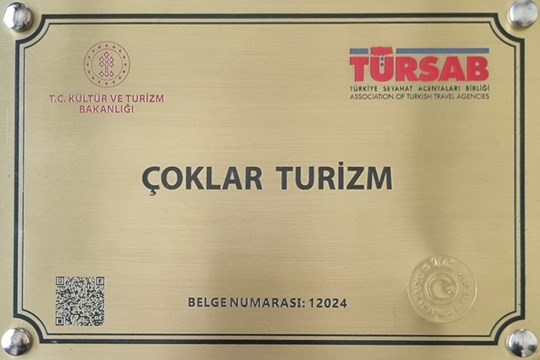 T.C. KÜLTÜR VE TURİZM
BAKANLIĞI
TÜRSAB
TÜRKİYE SEYAHAT ACENTALARI BİRLİĞİ
ASSOCIATION OF TURKISH TRAVEL AGENCIES
ÇOKLAR TURİZM
BELGE NUMARASI: 12024